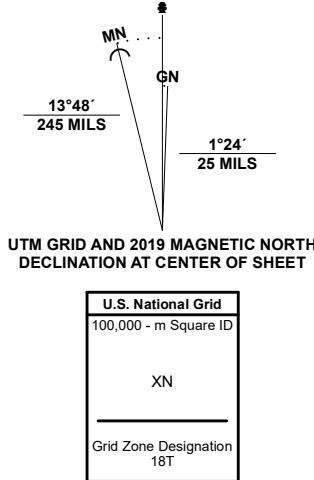 MN
GN
13°48´
245 MILS
1°24´
25 MILS
UTM GRID AND 2019 MAGNETIC NORTH
DECLINATION AT CENTER OF SHEET
U.S. National Grid
100,000 - m Square ID
XN
Grid Zone Designation
18T